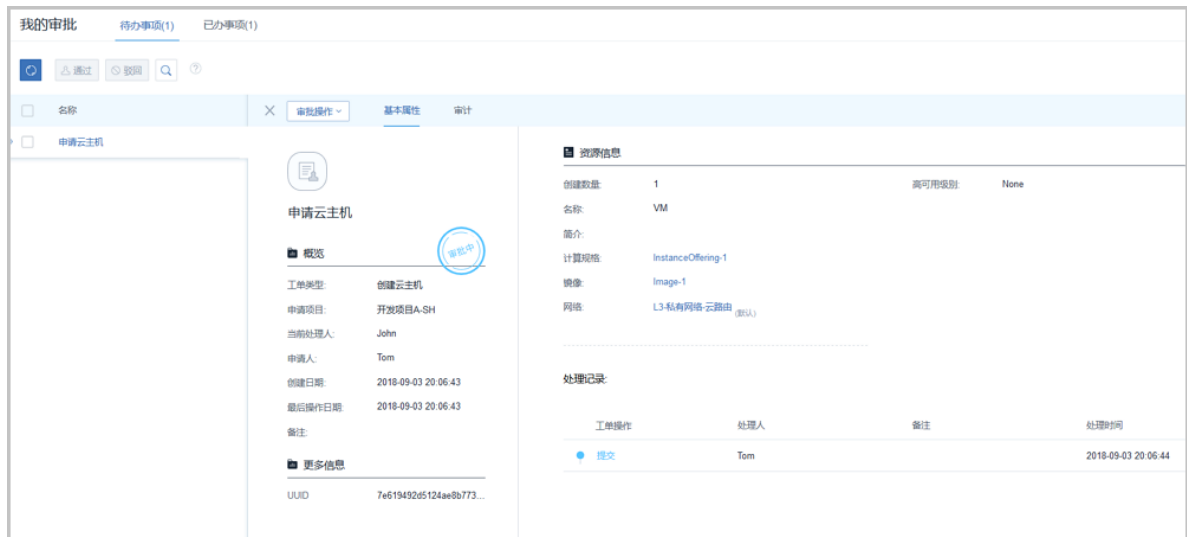 我的审批 待办事项(1) 已办事项(1)
通过 驳回
名称
申请云主机
审批操作 基本属性 审计
申请云主机
审批中
概览
工单类型: 创建云主机
申请项目: 开发项目A-SH
当前处理人: John
申请人: Tom
创建日期: 2018-09-03 20:06:43
最后操作日期: 2018-09-03 20:06:43
备注:
更多信息
UUID 7e619492d5124ae8b773...
资源信息
创建数量: 1 高可用级别: None
名称: VM
简介:
计算规格: InstanceOffering-1
镜像: Image-1
网络: L3-私有网络-云路由 (默认)
处理记录:
工单操作 处理人 备注 处理时间
提交 Tom 2018-09-03 20:06:44